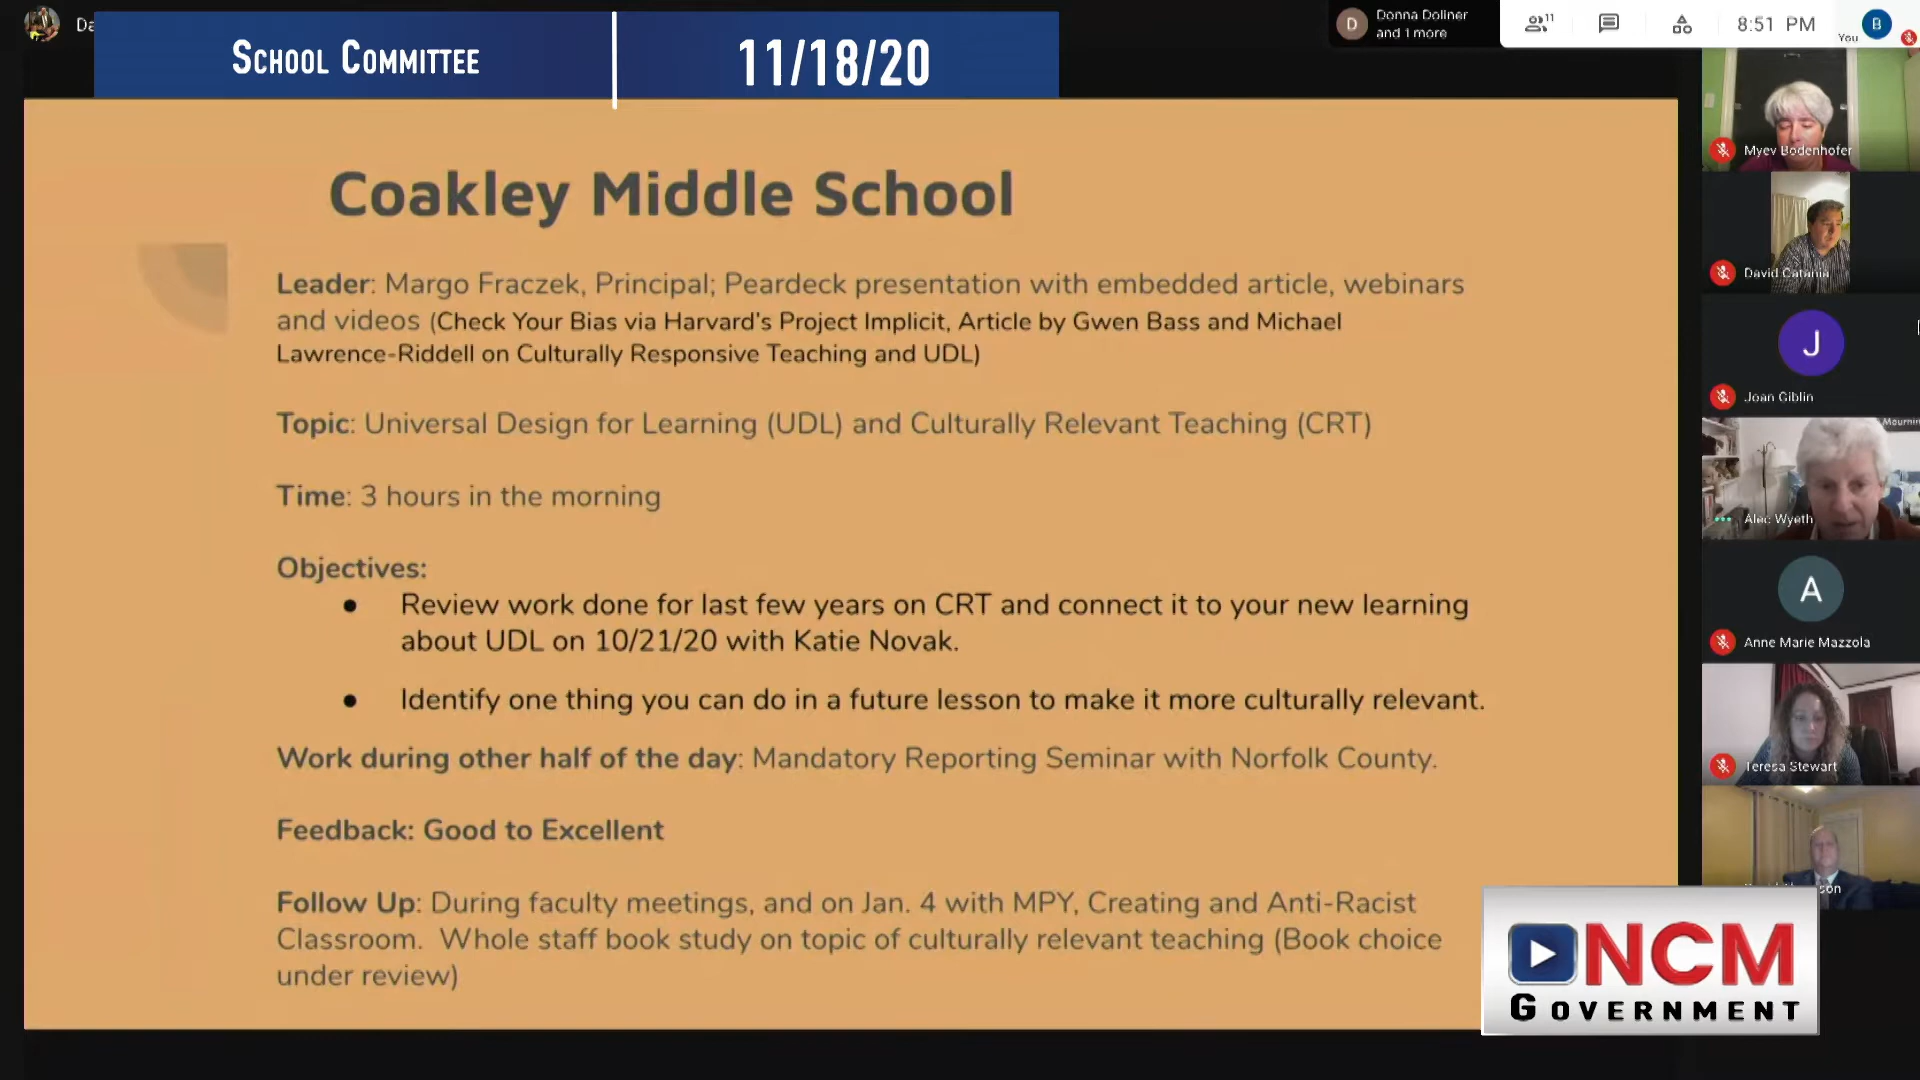 Da
SCHOOL COMMITTEE
11/18/20
D
Donna Dollner
and 1 more
11
8:51 PM
You
B
Coakley Middle School
Leader: Margo Fraczek, Principal; Peardeck presentation with embedded article, webinars
and videos (Check Your Bias via Harvard's Project Implicit, Article by Gwen Bass and Michael
Lawrence-Riddell on Culturally Responsive Teaching and UDL)
Topic: Universal Design for Learning (UDL) and Culturally Relevant Teaching (CRT)
Time: 3 hours in the morning
Objectives:
● Review work done for last few years on CRT and connect it to your new learning
about UDL on 10/21/20 with Katie Novak.
● Identify one thing you can do in a future lesson to make it more culturally relevant.
Work during other half of the day: Mandatory Reporting Seminar with Norfolk County.
Feedback: Good to Excellent
Follow Up: During faculty meetings, and on Jan. 4 with MPY, Creating and Anti-Racist
Classroom. Whole staff book study on topic of culturally relevant teaching (Book choice
under review)
Myev Bodenhofer
David Catania
J
Joan Giblin
Alec Wyeth
A
Anne Marie Mazzola
Teresa Stewart
NCM
GOVERNMENT